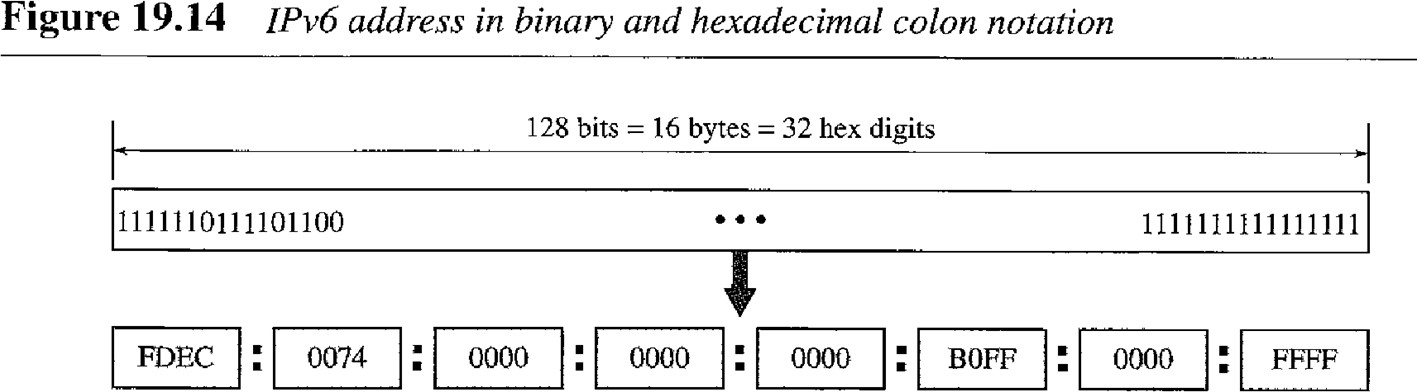 Figure 19.14 IPv6 address in binary and hexadecimal colon notation
128 bits = 16 bytes = 32 hex digits
1111110111101100 ••• 1111111111111111
FDEC : 0074 : 0000 : 0000 : 0000 : B0FF : 0000 : FFFF